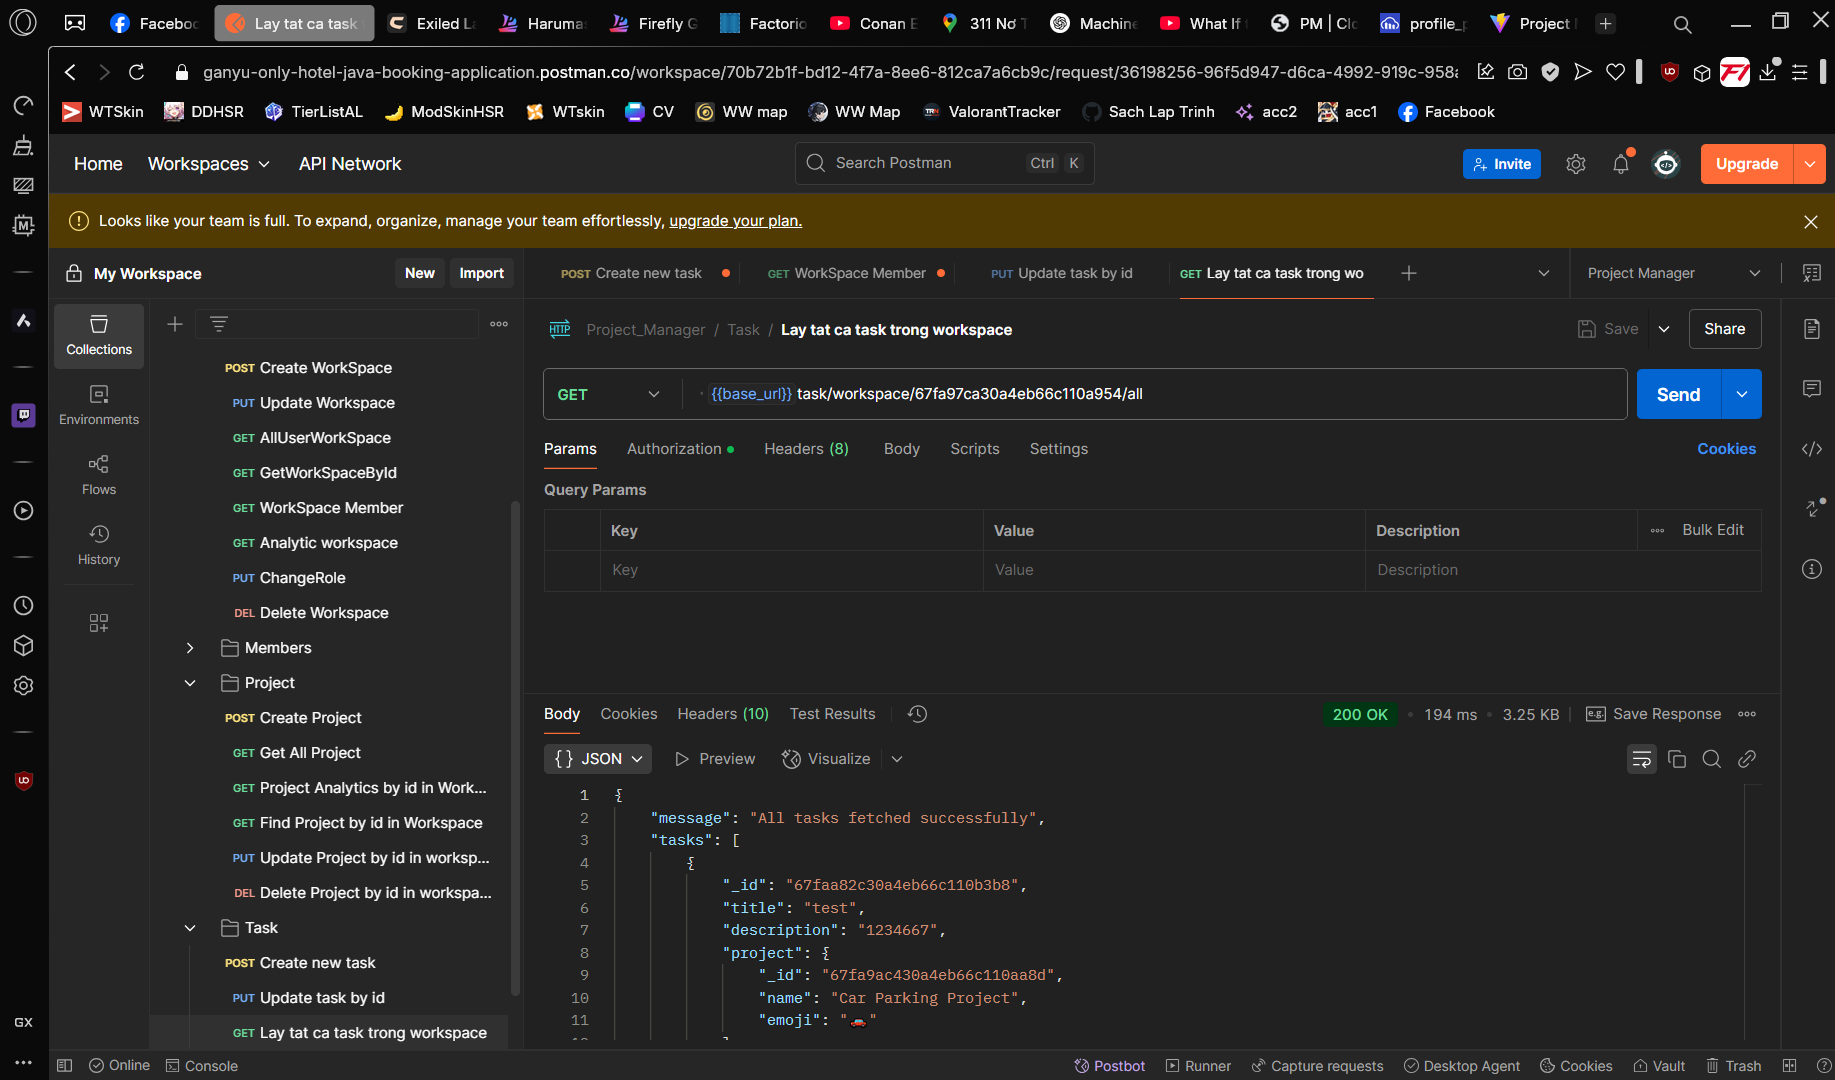 Faceboo
Lay tat ca task
Exiled La
Haruma
Firefly G
Factorio
Conan E
311 Nơ T
Machine
What If
PM | Clo
profile_p
Project
ganyu-only-hotel-java-booking-application.postman.co/workspace/70b72b1f-bd12-4f7a-8ee6-812ca7a6cb9c/request/36198256-96f5d947-d6ca-4992-919c-958a
WTSkin
DDHSR
TierListAL
ModSkinHSR
WTskin
CV
WW map
WW Map
ValorantTracker
Sach Lap Trinh
acc2
acc1
Facebook
Home
Workspaces
API Network
Search Postman
Ctrl K
Invite
Upgrade
Looks like your team is full. To expand, organize, manage your team effortlessly, upgrade your plan.
My Workspace
New
Import
POST Create new task
GET WorkSpace Member
PUT Update task by id
GET Lay tat ca task trong wo
Project Manager
Collections
Environments
Flows
History
POST Create WorkSpace
PUT Update Workspace
GET AllUserWorkSpace
GET GetWorkSpaceById
GET WorkSpace Member
GET Analytic workspace
PUT ChangeRole
DEL Delete Workspace
Members
Project
POST Create Project
GET Get All Project
GET Project Analytics by id in Work...
GET Find Project by id in Workspace
PUT Update Project by id in worksp...
DEL Delete Project by id in workspa...
Task
POST Create new task
PUT Update task by id
GET Lay tat ca task trong workspace
HTTP Project_Manager / Task / Lay tat ca task trong workspace
Save
Share
GET
{{base_url}} task/workspace/67fa97ca30a4eb66c110a954/all
Send
Params
Authorization
Headers (8)
Body
Scripts
Settings
Cookies
Query Params
Key Value Description Bulk Edit
Key Value Description
Body
Cookies
Headers (10)
Test Results
200 OK • 194 ms • 3.25 KB
e.g. Save Response
{} JSON
Preview
Visualize
1 {
2 "message": "All tasks fetched successfully",
3 "tasks": [
4 {
5 "_id": "67faa82c30a4eb66c110b3b8",
6 "title": "test",
7 "description": "1234667",
8 "project": {
9 "_id": "67fa9ac430a4eb66c110aa8d",
10 "name": "Car Parking Project",
11 "emoji": "🚗"
GX
Online
Console
Postbot
Runner
Capture requests
Desktop Agent
Cookies
Vault
Trash